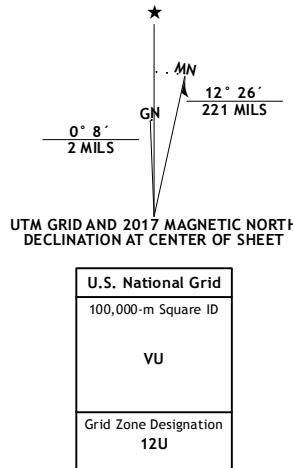 ★
MN
GN
12° 26´
221 MILS
0° 8´
2 MILS
UTM GRID AND 2017 MAGNETIC NORTH
DECLINATION AT CENTER OF SHEET
U.S. National Grid
100,000-m Square ID
VU
Grid Zone Designation
12U